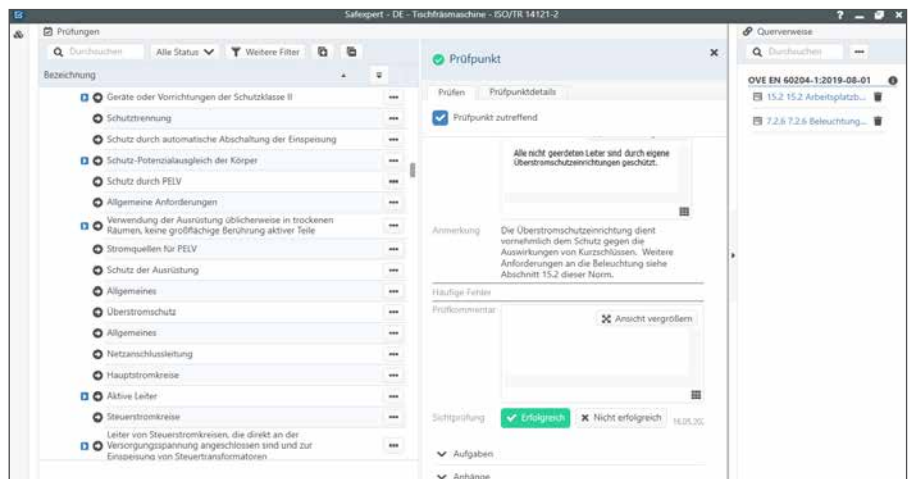 Safexpert - DE - Tischfräsmaschine - ISO/TR 14121-2
Prüfungen
Durchsuchen
Alle Status
Weitere Filter
Bezeichnung
Geräte oder Vorrichtungen der Schutzklasse II
Schutztrennung
Schutz durch automatische Abschaltung der Einspeisung
Schutz-Potenzialausgleich der Körper
Schutz durch PELV
Allgemeine Anforderungen
Verwendung der Ausrüstung üblicherweise in trockenen
Räumen, keine großflächige Berührung aktiver Teile
Stromquellen für PELV
Schutz der Ausrüstung
Allgemeines
Überstromschutz
Allgemeines
Netzanschlussleitung
Hauptstromkreise
Aktive Leiter
Steuerstromkreise
Leiter von Steuerstromkreisen, die direkt an der
Versorgungsspannung angeschlossen sind und zur
Einspeisung von Steuertransformatoren
Prüfpunkt
Prüfen
Prüfpunktdetails
Prüfpunkt zutreffend
Alle nicht geerdeten Leiter sind durch eigene
Überstromschutzeinrichtungen geschützt.
Anmerkung
Die Überstromschutzeinrichtung dient
vornehmlich dem Schutz gegen die
Auswirkungen von Kurzschlüssen. Weitere
Anforderungen an die Beleuchtung siehe
Abschnitt 15.2 dieser Norm.
Häufige Fehler
Prüfkommentar
Ansicht vergrößern
Sichtprüfung
Erfolgreich
Nicht erfolgreich
16.05.20
Aufgaben
Anhänge
Querverweise
Durchsuchen
OVE EN 60204-1:2019-08-01
15.2 15.2 Arbeitsplatzb...
7.2.6 7.2.6 Beleuchtung...